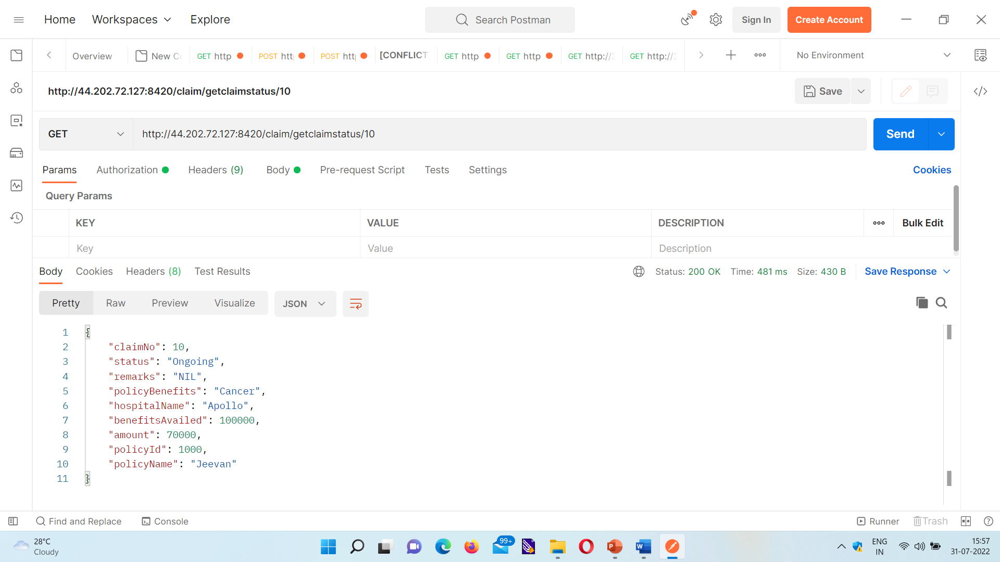 Home Workspaces Explore Search Postman Sign In Create Account
Overview New Co GET http POST htt POST htt [CONFLICT GET http GET http GET http://3 GET http://3 No Environment
http://44.202.72.127:8420/claim/getclaimstatus/10 Save
GET http://44.202.72.127:8420/claim/getclaimstatus/10 Send
Params Authorization Headers (9) Body Pre-request Script Tests Settings Cookies
Query Params
KEY VALUE DESCRIPTION Bulk Edit
Key Value Description
Body Cookies Headers (8) Test Results Status: 200 OK Time: 481 ms Size: 430 B Save Response
Pretty Raw Preview Visualize JSON
1 {
2 "claimNo": 10,
3 "status": "Ongoing",
4 "remarks": "NIL",
5 "policyBenefits": "Cancer",
6 "hospitalName": "Apollo",
7 "benefitsAvailed": 100000,
8 "amount": 70000,
9 "policyId": 1000,
10 "policyName": "Jeevan"
11 }
Find and Replace Console Runner Trash
28°C
Cloudy
99+
ENG
IN
15:57
31-07-2022